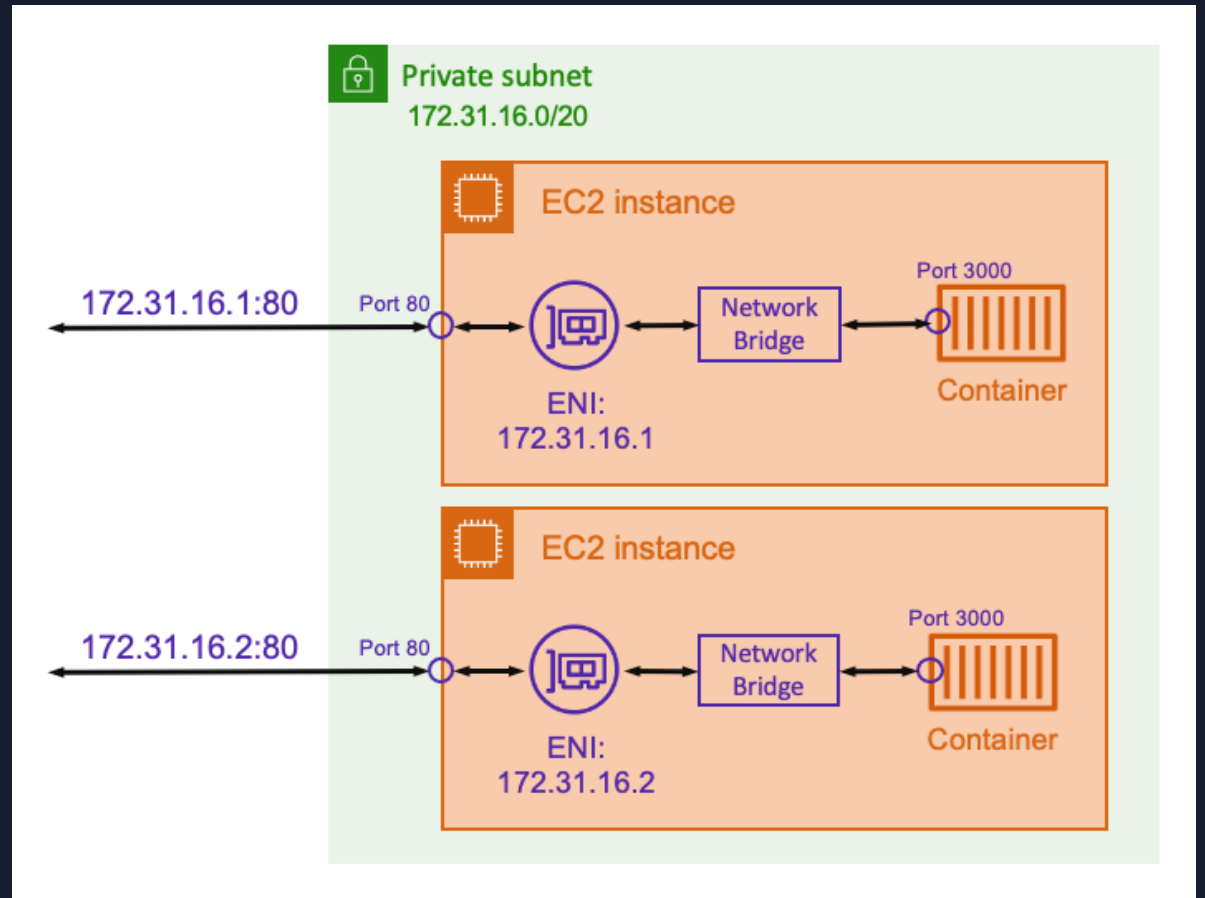 Private subnet
172.31.16.0/20
EC2 instance
Port 3000
172.31.16.1:80
Port 80
Network
Bridge
Container
ENI:
172.31.16.1
EC2 instance
Port 3000
172.31.16.2:80
Port 80
Network
Bridge
Container
ENI:
172.31.16.2